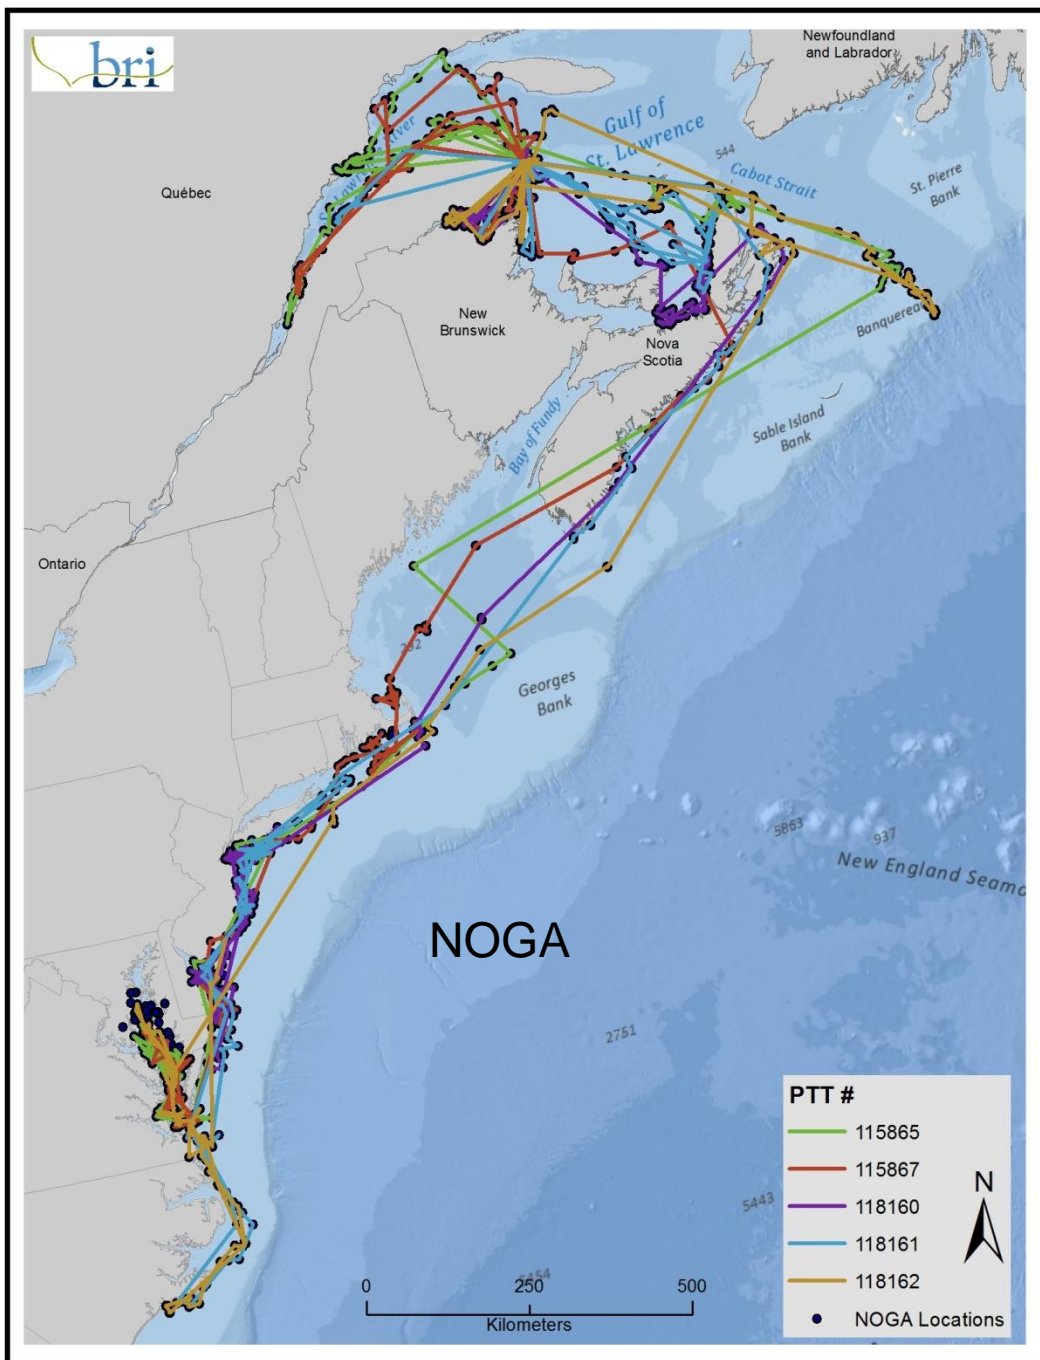 bri
Newfoundland
and Labrador
Gulf of
St. Lawrence
544
Cabot Strait
St. Pierre
Bank
Québec
New
Brunswick
Nova
Scotia
Banquereau
Bay of Fundy
Sable Island
Bank
Ontario
Georges
Bank
5863
937
New England Seamo
NOGA
2751
5443
PTT #
115865
115867
118160
118161
118162
NOGA Locations
N
0
250
500
Kilometers